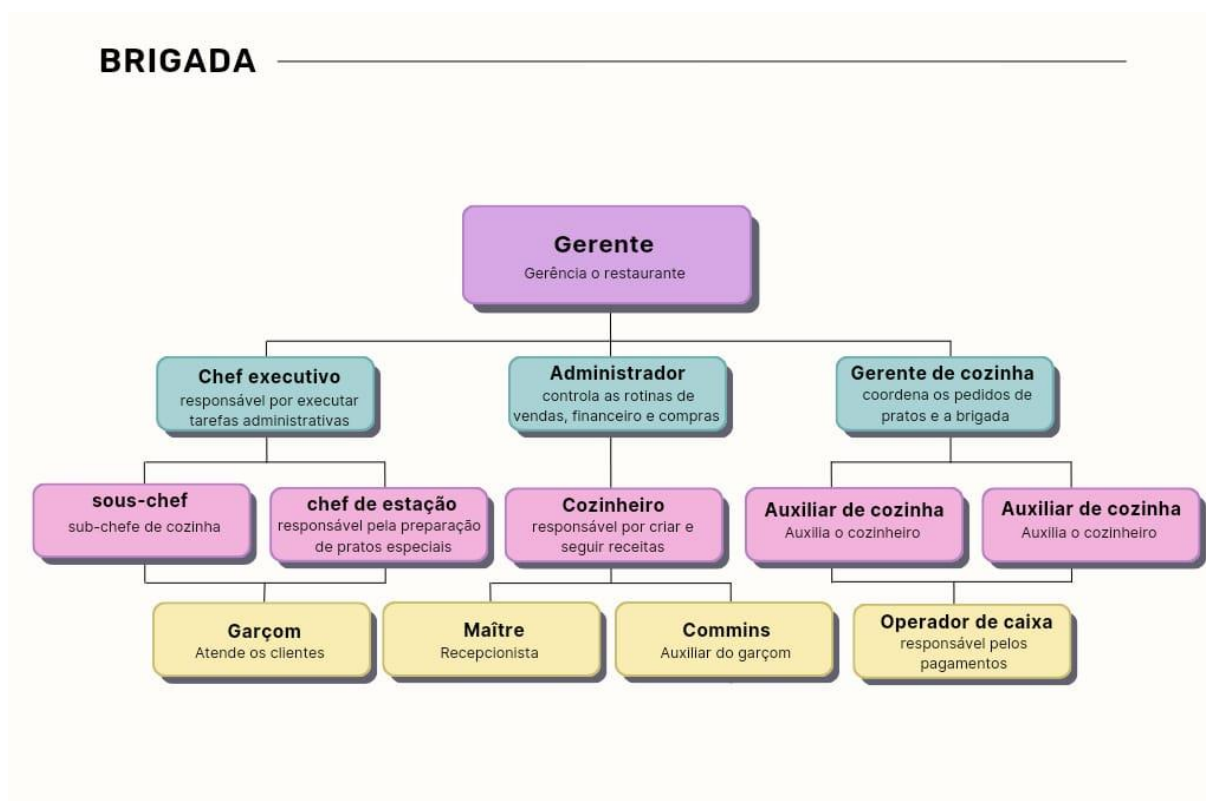 BRIGADA
Gerente
Gerência o restaurante
Chef executivo
responsável por executar
tarefas administrativas
Administrador
controla as rotinas de
vendas, financeiro e compras
Gerente de cozinha
coordena os pedidos de
pratos e a brigada
sous-chef
sub-chefe de cozinha
chef de estação
responsável pela preparação
de pratos especiais
Cozinheiro
responsável por criar e
seguir receitas
Auxiliar de cozinha
Auxilia o cozinheiro
Auxiliar de cozinha
Auxilia o cozinheiro
Garçom
Atende os clientes
Maître
Recepcionista
Commins
Auxiliar do garçom
Operador de caixa
responsável pelos
pagamentos